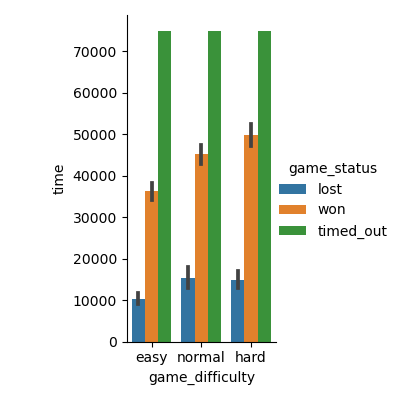 70000
60000
50000
40000
30000
20000
10000
0
time
easy normal hard
game_difficulty
game_status
lost
won
timed_out